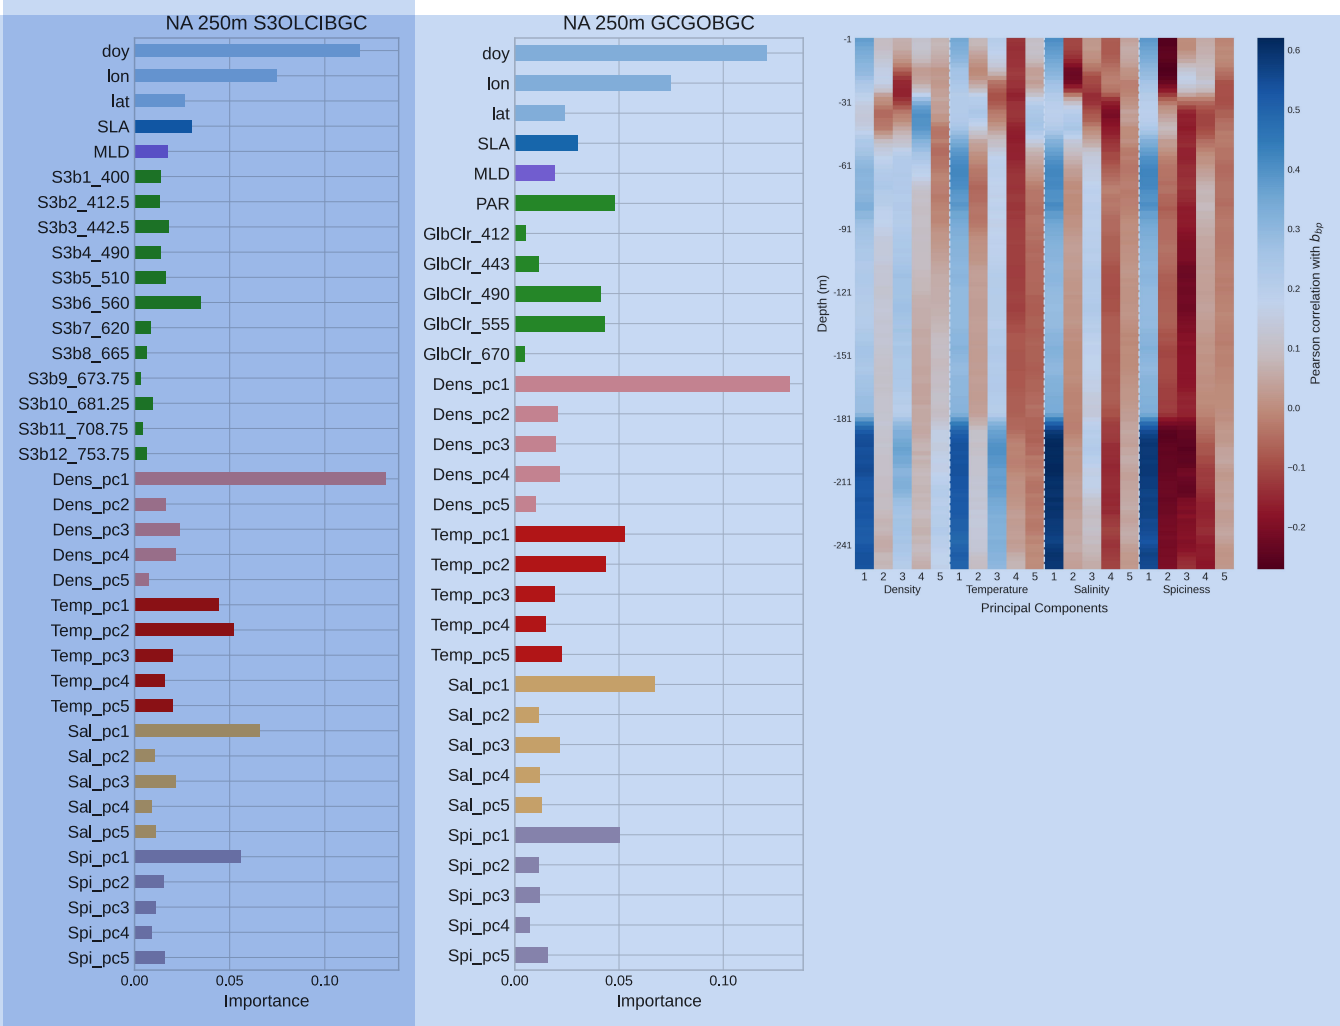 NA 250m S3OLCIBGC
doy
lon
lat
SLA
MLD
S3b1_400
S3b2_412.5
S3b3_442.5
S3b4_490
S3b5_510
S3b6_560
S3b7_620
S3b8_665
S3b9_673.75
S3b10_681.25
S3b11_708.75
S3b12_753.75
Dens_pc1
Dens_pc2
Dens_pc3
Dens_pc4
Dens_pc5
Temp_pc1
Temp_pc2
Temp_pc3
Temp_pc4
Temp_pc5
Sal_pc1
Sal_pc2
Sal_pc3
Sal_pc4
Sal_pc5
Spi_pc1
Spi_pc2
Spi_pc3
Spi_pc4
Spi_pc5
0.00 0.05 0.10
Importance
NA 250m GCGOBGC
doy
lon
lat
SLA
MLD
PAR
GlbClr_412
GlbClr_443
GlbClr_490
GlbClr_555
GlbClr_670
Dens_pc1
Dens_pc2
Dens_pc3
Dens_pc4
Dens_pc5
Temp_pc1
Temp_pc2
Temp_pc3
Temp_pc4
Temp_pc5
Sal_pc1
Sal_pc2
Sal_pc3
Sal_pc4
Sal_pc5
Spi_pc1
Spi_pc2
Spi_pc3
Spi_pc4
Spi_pc5
0.00 0.05 0.10
Importance
Depth (m)
-1
-31
-61
-91
-121
-151
-181
-211
-241
1 2 3 4 5 1 2 3 4 5 1 2 3 4 5 1 2 3 4 5
Density Temperature Salinity Spiciness
Principal Components
0.6
0.5
0.4
0.3
0.2
0.1
0.0
−0.1
−0.2
Pearson correlation with bbp